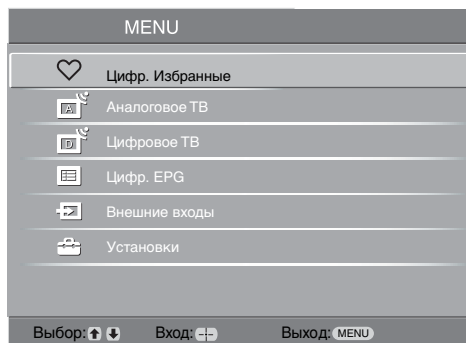 MENU
Цифр. Избранные
A Аналоговое ТВ
D Цифровое ТВ
Цифр. EPG
Внешние входы
Установки
Выбор: Вход: Выход: MENU